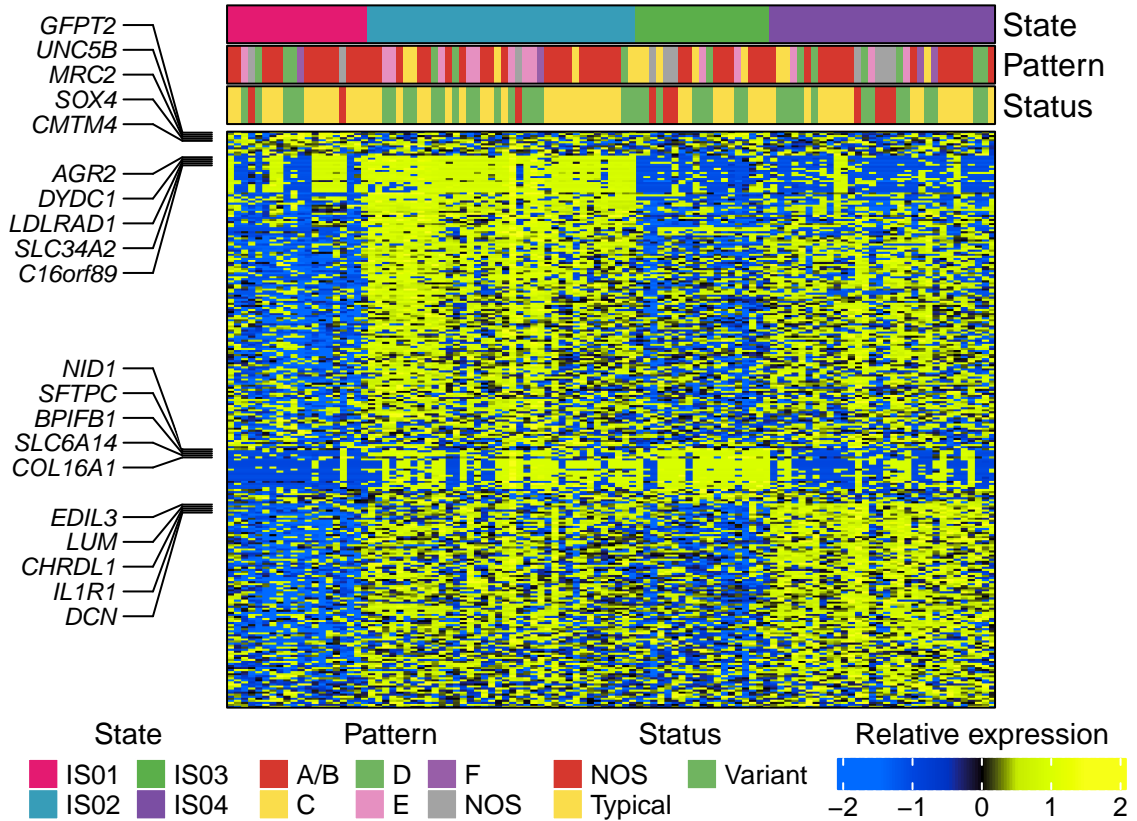 GFPT2
UNC5B
MRC2
SOX4
CMTM4
AGR2
DYDC1
LDLRAD1
SLC34A2
C16orf89
NID1
SFTPC
BPIFB1
SLC6A14
COL16A1
EDIL3
LUM
CHRDL1
IL1R1
DCN
State
Pattern
Status
State Pattern Status Relative expression
IS01 IS03 A/B D F NOS Variant
IS02 IS04 C E NOS Typical
−2 −1 0 1 2